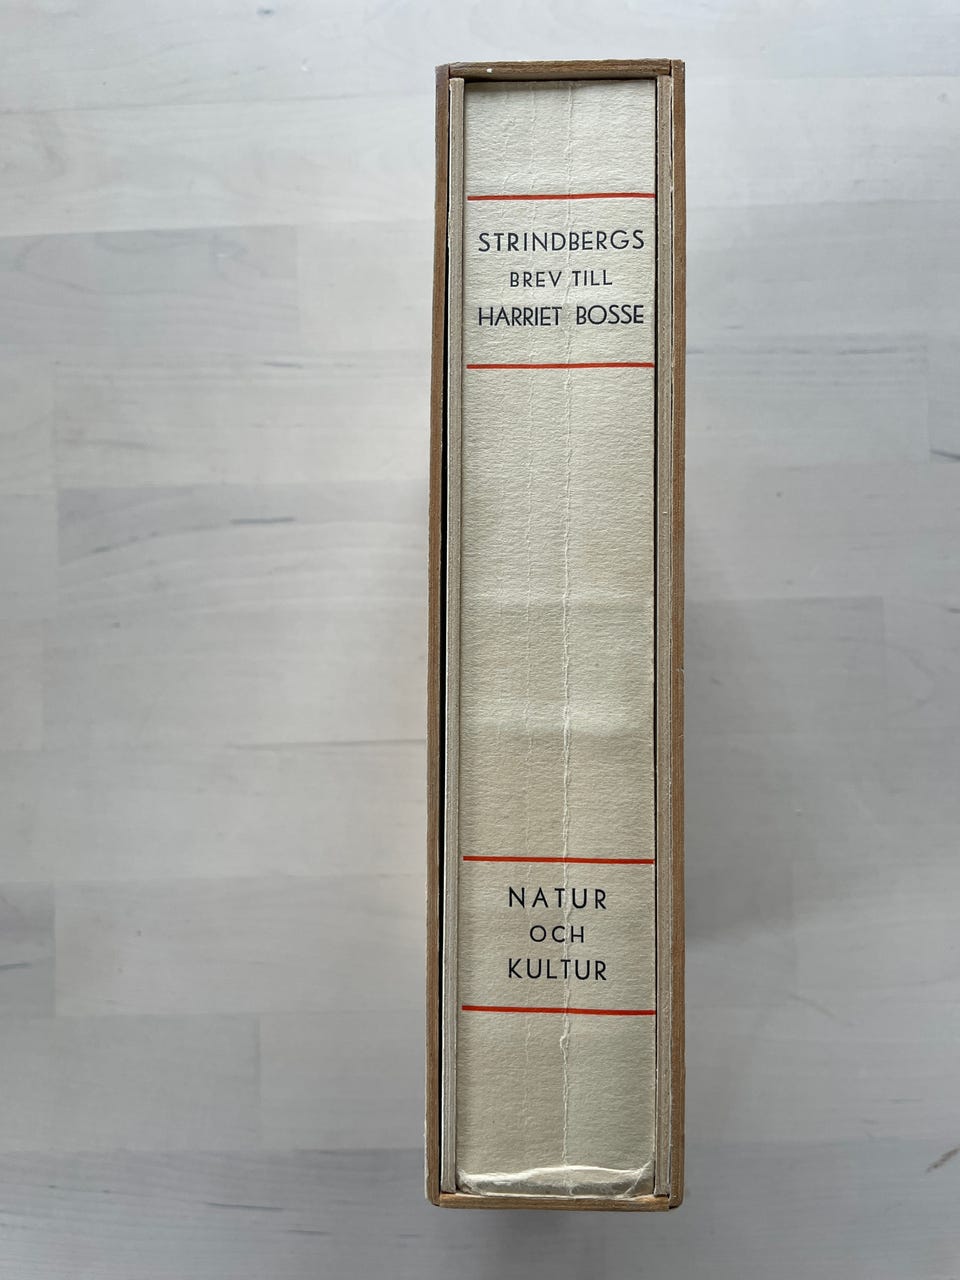 STRINDBERGS
BREV TILL
HARRIET BOSSE
NATUR
OCH
KULTUR